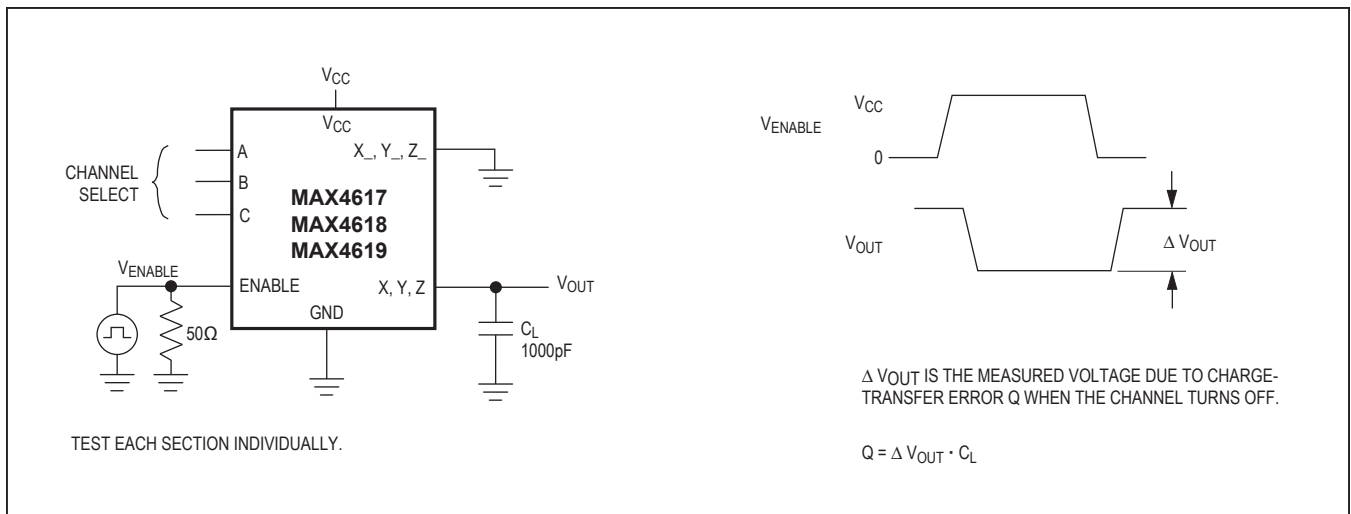 VCC
VCC
CHANNEL
SELECT
A
B
C
X_, Y_, Z_
MAX4617
MAX4618
MAX4619
VENABLE
ENABLE
X, Y, Z
VOUT
GND
50Ω
CL
1000pF
TEST EACH SECTION INDIVIDUALLY.
VENABLE
VCC
0
VOUT
Δ VOUT
Δ VOUT IS THE MEASURED VOLTAGE DUE TO CHARGE-
TRANSFER ERROR Q WHEN THE CHANNEL TURNS OFF.
Q = Δ VOUT · CL